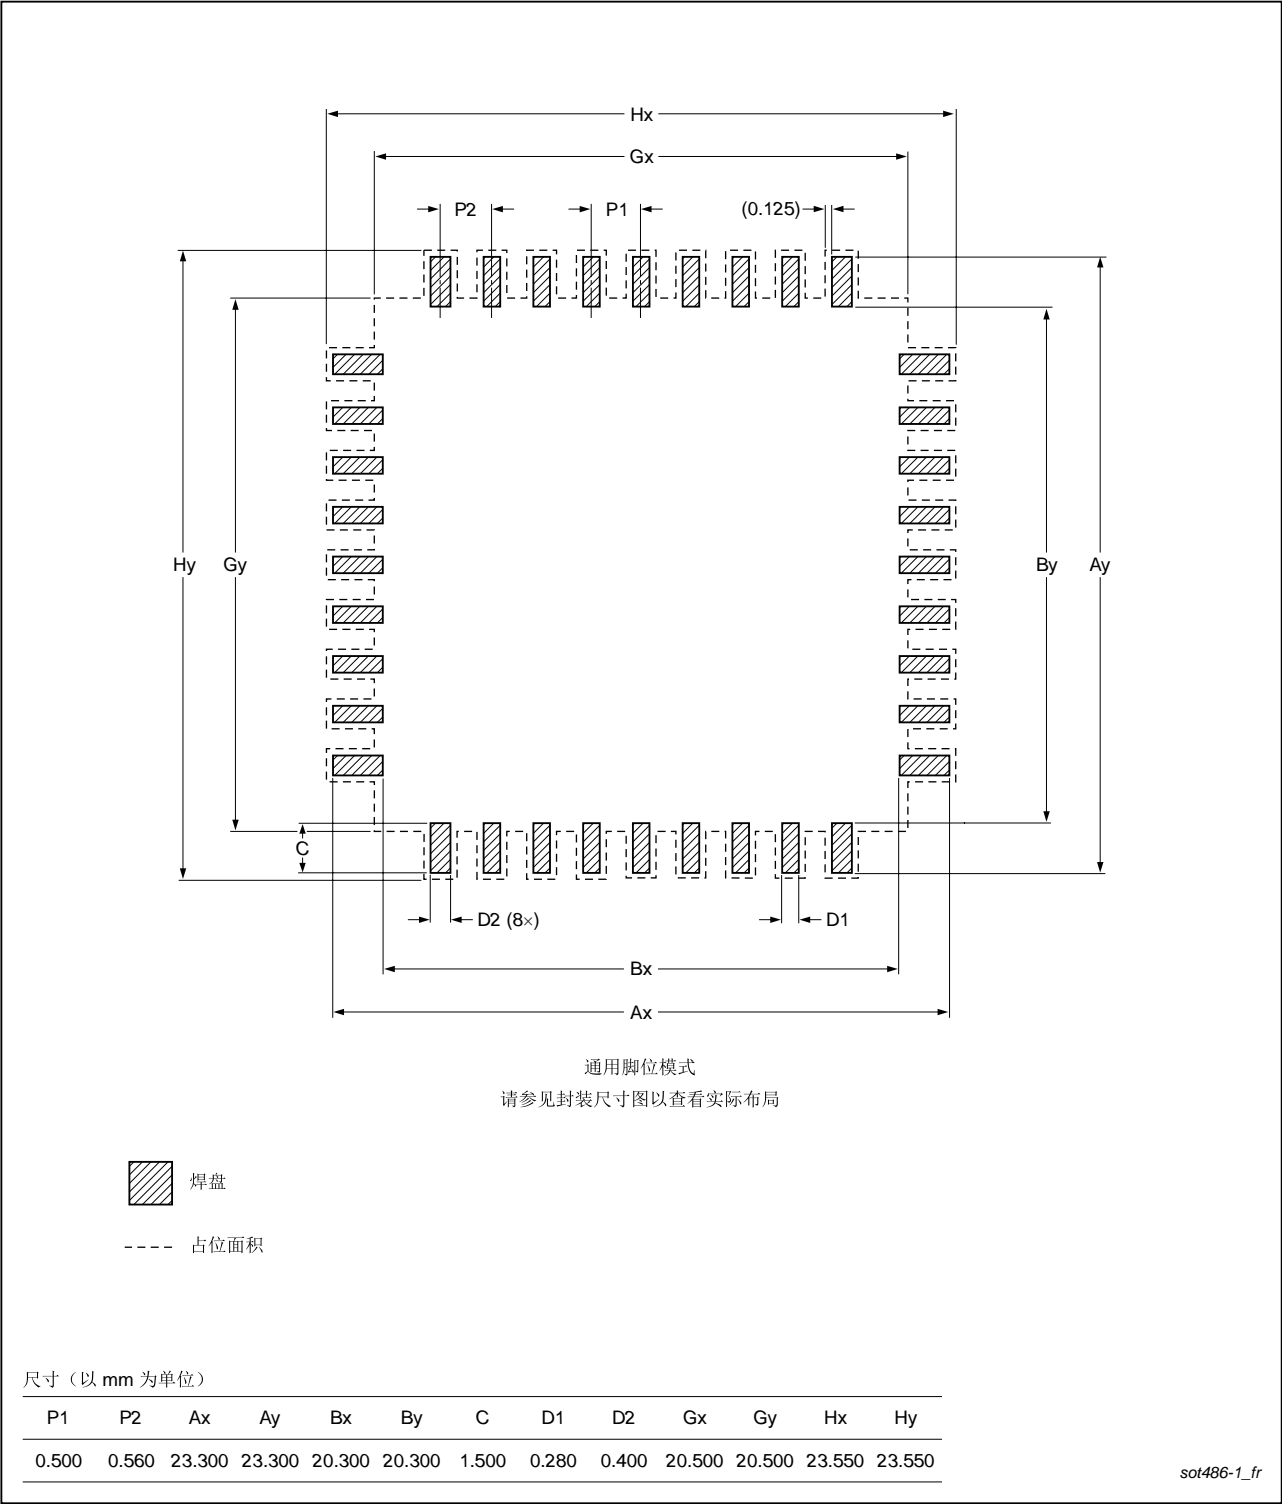 Hx
Gx
P2
P1
(0.125)
Hy
Gy
By
Ay
C
D2 (8×)
D1
Bx
Ax
通用脚位模式
请参见封装尺寸图以查看实际布局
焊盘
占位面积
尺寸（以 mm 为单位）
P1 P2 Ax Ay Bx By C D1 D2 Gx Gy Hx Hy
0.500 0.560 23.300 23.300 20.300 20.300 1.500 0.280 0.400 20.500 20.500 23.550 23.550
sot486-1_fr